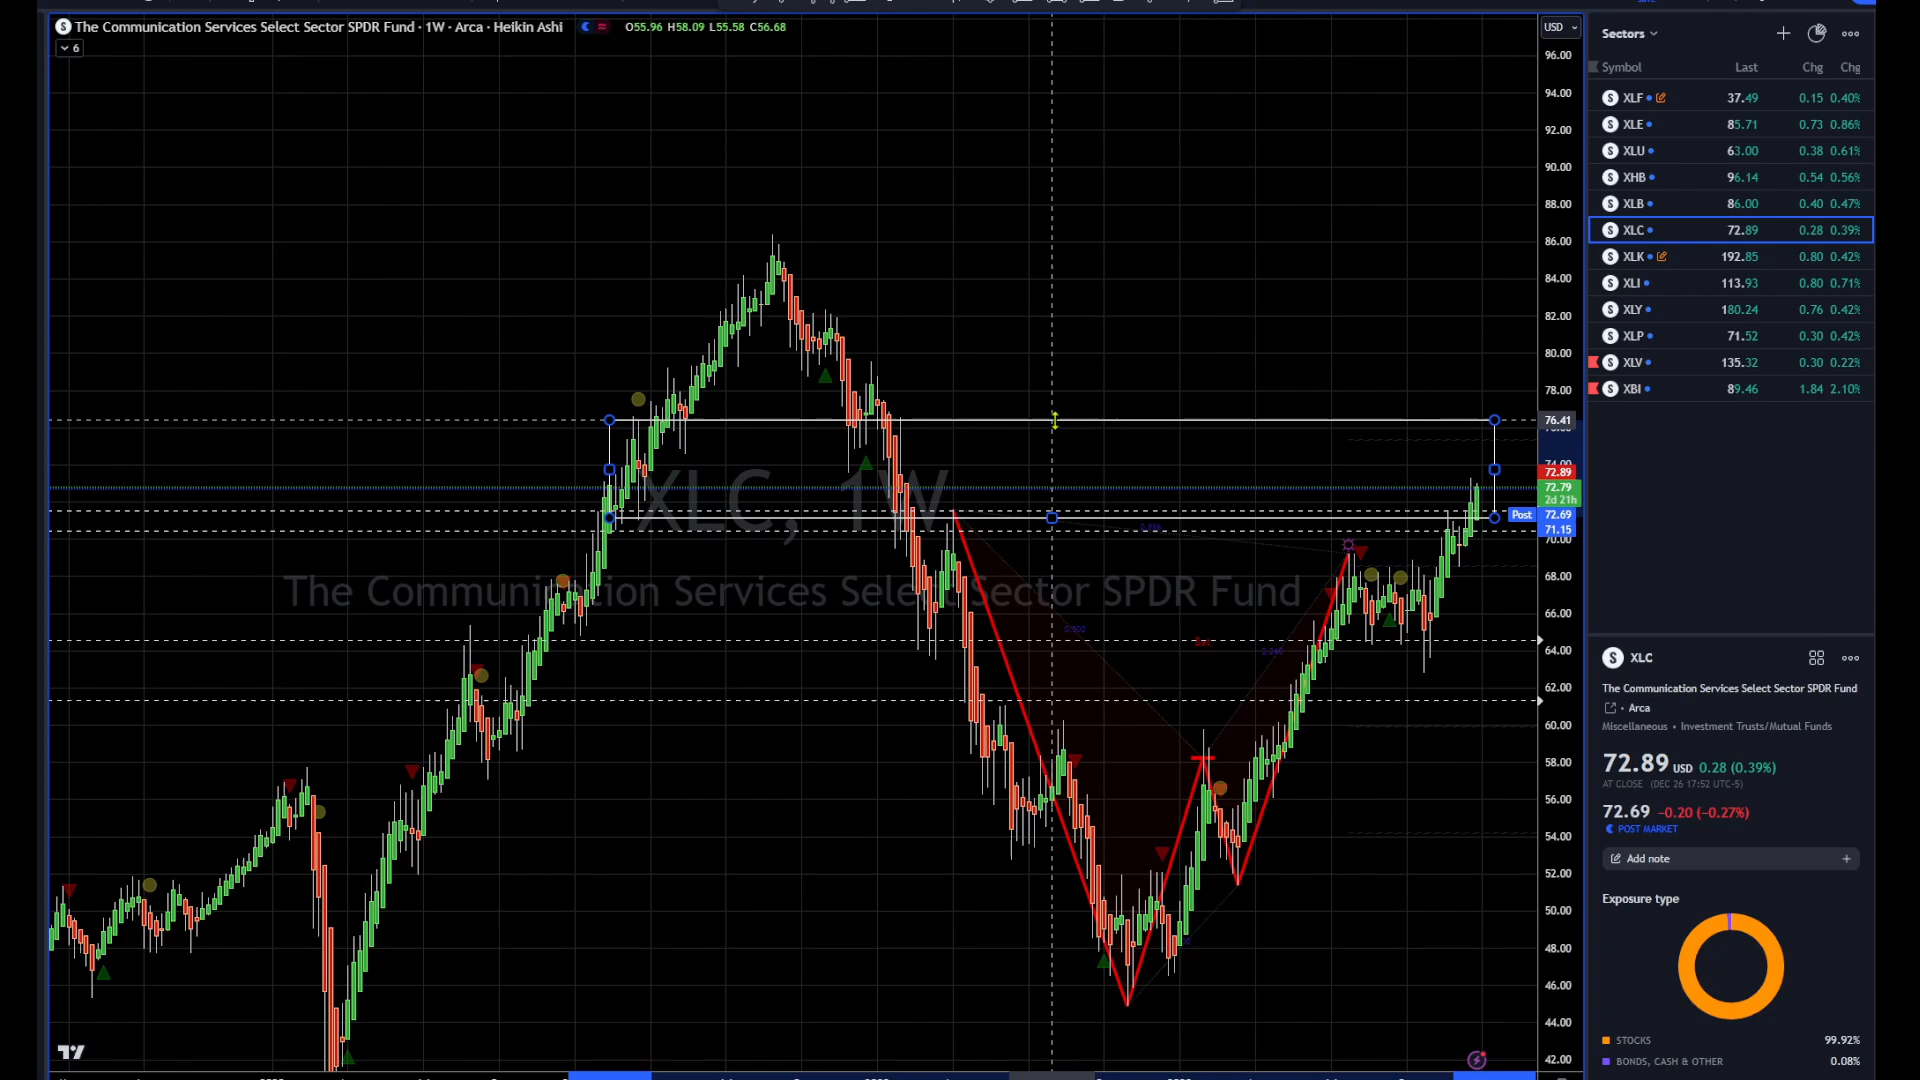 The Communication Services Select Sector SPDR Fund · 1W · Arca · Heikin Ashi O55.96 H58.09 L55.58 C56.68
6
USD
96.00
94.00
92.00
90.00
88.00
86.00
84.00
82.00
80.00
78.00
76.41
72.89
72.79
2d 21h
Post 72.69
71.15
70.00
68.00
66.00
64.00
62.00
60.00
58.00
56.00
54.00
52.00
50.00
48.00
46.00
44.00
42.00
XLC, 1W
The Communication Services Select Sector SPDR Fund
Sectors
Symbol Last Chg Chg
XLF 37.49 0.15 0.40%
XLE 85.71 0.73 0.86%
XLU 63.00 0.38 0.61%
XHB 96.14 0.54 0.56%
XLB 86.00 0.40 0.47%
XLC 72.89 0.28 0.39%
XLK 192.85 0.80 0.42%
XLI 113.93 0.80 0.71%
XLY 180.24 0.76 0.42%
XLP 71.52 0.30 0.42%
XLV 135.32 0.30 0.22%
XBI 89.46 1.84 2.10%
XLC
The Communication Services Select Sector SPDR Fund
• Arca
Miscellaneous • Investment Trusts/Mutual Funds
72.89 USD 0.28 (0.39%)
AT CLOSE (DEC 26 17:52 UTC-5)
72.69 −0.20 (−0.27%)
POST MARKET
Add note
Exposure type
STOCKS 99.92%
BONDS, CASH & OTHER 0.08%